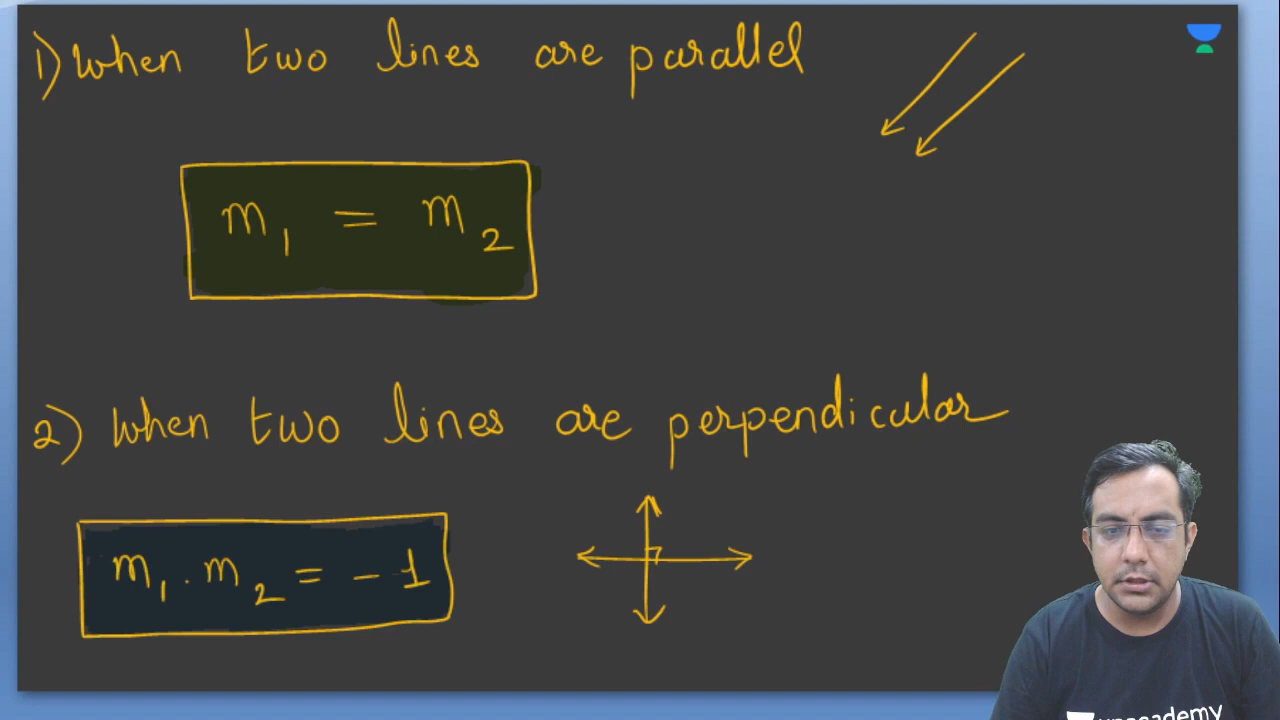 1) When two lines are parallel
m₁ = m₂
2) When two lines are perpendicular
m₁ . m₂ = - 1